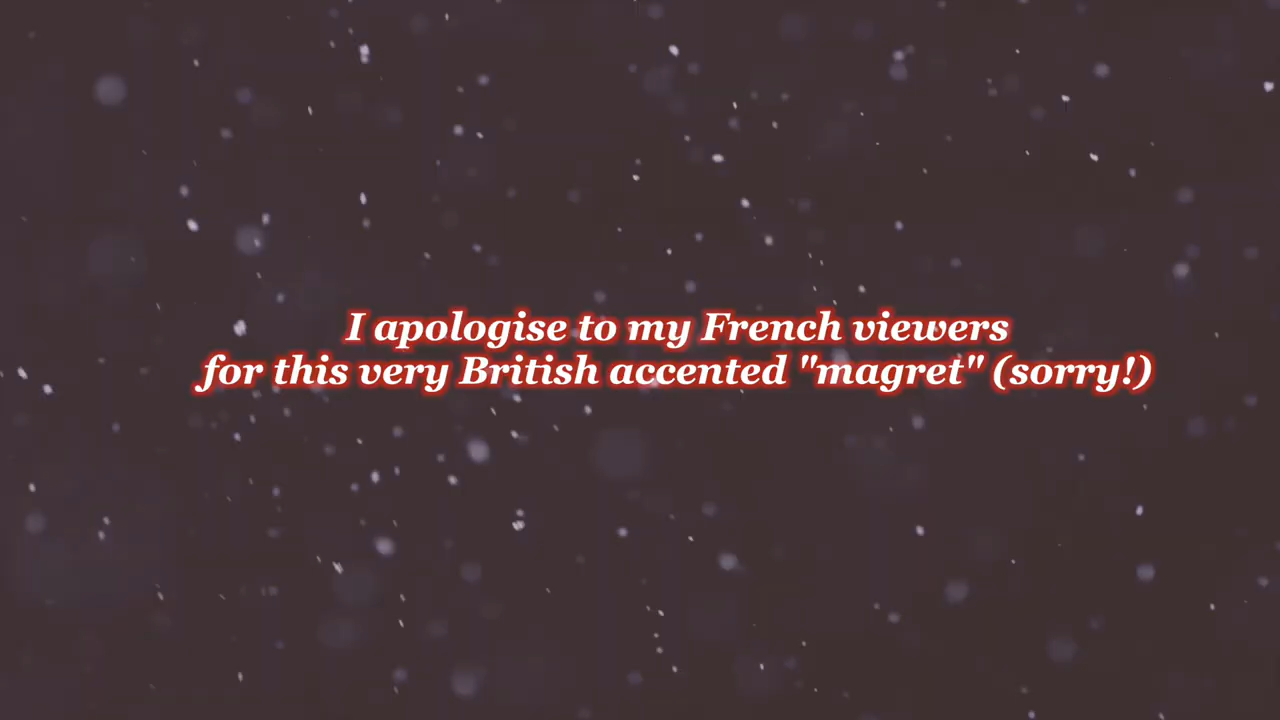 I apologise to my French viewers
for this very British accented "magret" (sorry!)